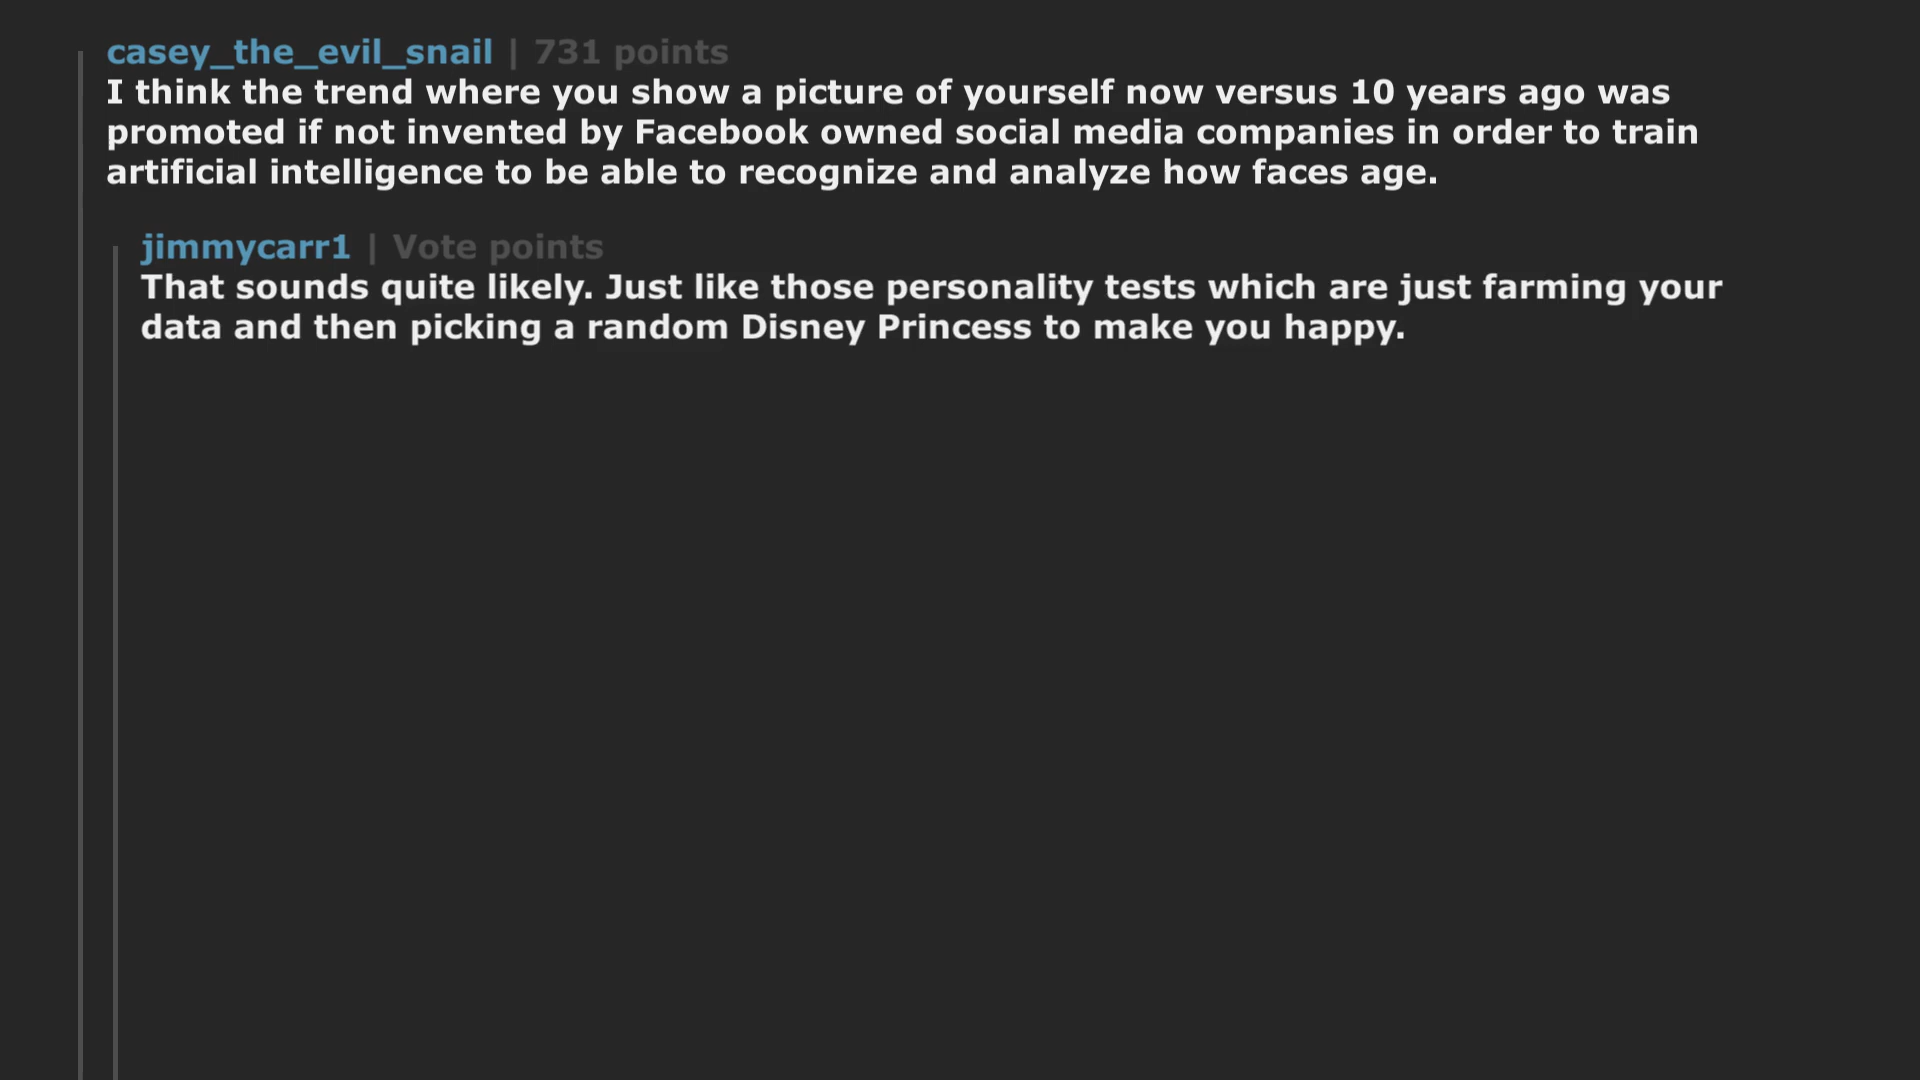 casey_the_evil_snail | 731 points
I think the trend where you show a picture of yourself now versus 10 years ago was
promoted if not invented by Facebook owned social media companies in order to train
artificial intelligence to be able to recognize and analyze how faces age.
jimmycarr1 | Vote points
That sounds quite likely. Just like those personality tests which are just farming your
data and then picking a random Disney Princess to make you happy.